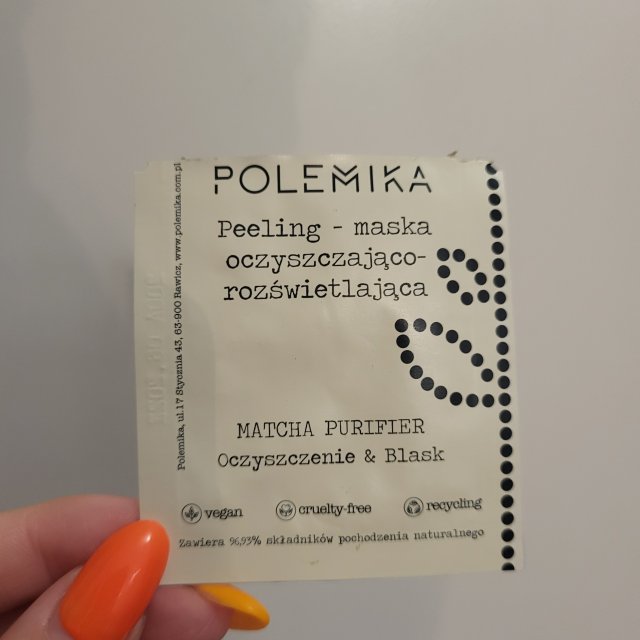 POLEMIKA
Peeling - maska
oczyszczająco-
rozświetlająca
MATCHA PURIFIER
Oczyszczenie & Blask
vegan
cruelty-free
recycling
Zawiera 96,93% składników pochodzenia naturalnego
Polemika, ul.17 Stycznia 43, 63-900 Rawicz, www.polemika.com.pl